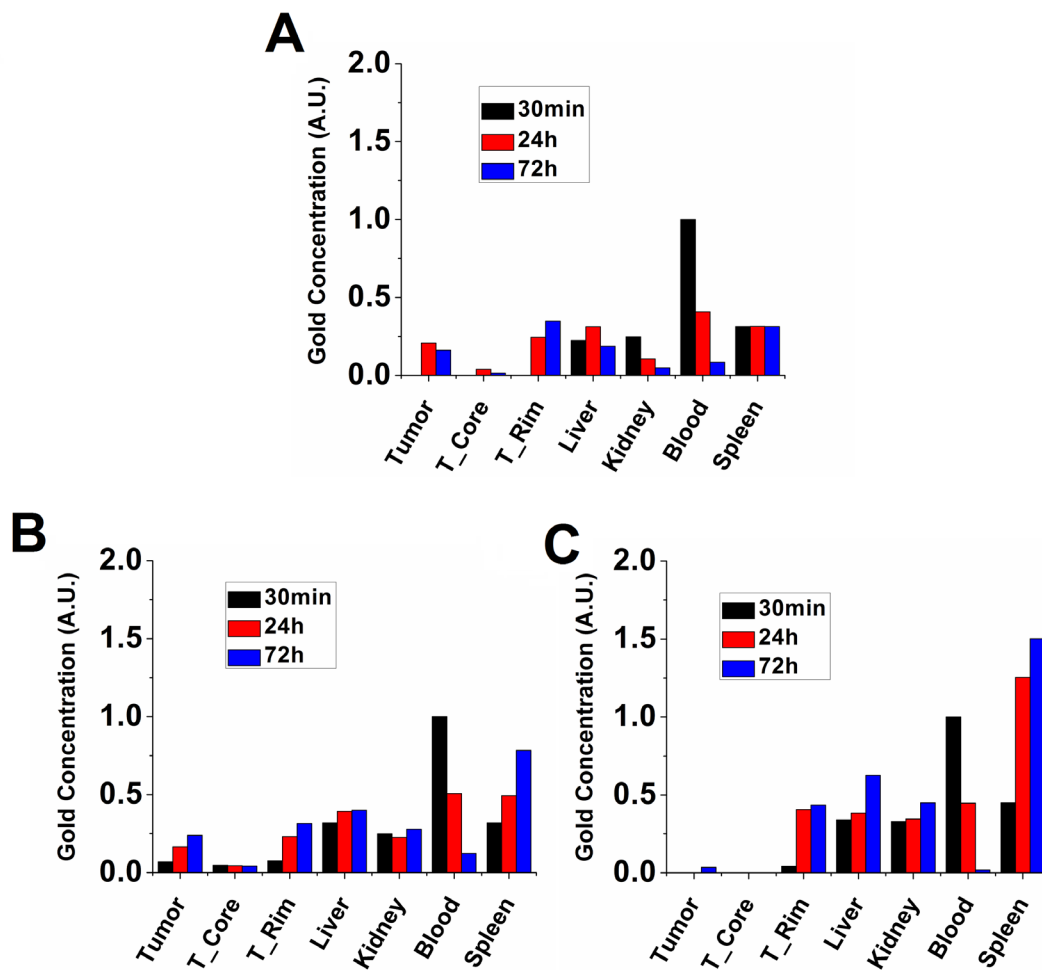 A
Gold Concentration (A.U.)
2.0
1.5
1.0
0.5
0.0
30min
24h
72h
Tumor
T_Core
T_Rim
Liver
Kidney
Blood
Spleen
B
Gold Concentration (A.U.)
2.0
1.5
1.0
0.5
0.0
30min
24h
72h
Tumor
T_Core
T_Rim
Liver
Kidney
Blood
Spleen
C
Gold Concentration (A.U.)
2.0
1.5
1.0
0.5
0.0
30min
24h
72h
Tumor
T_Core
T_Rim
Liver
Kidney
Blood
Spleen